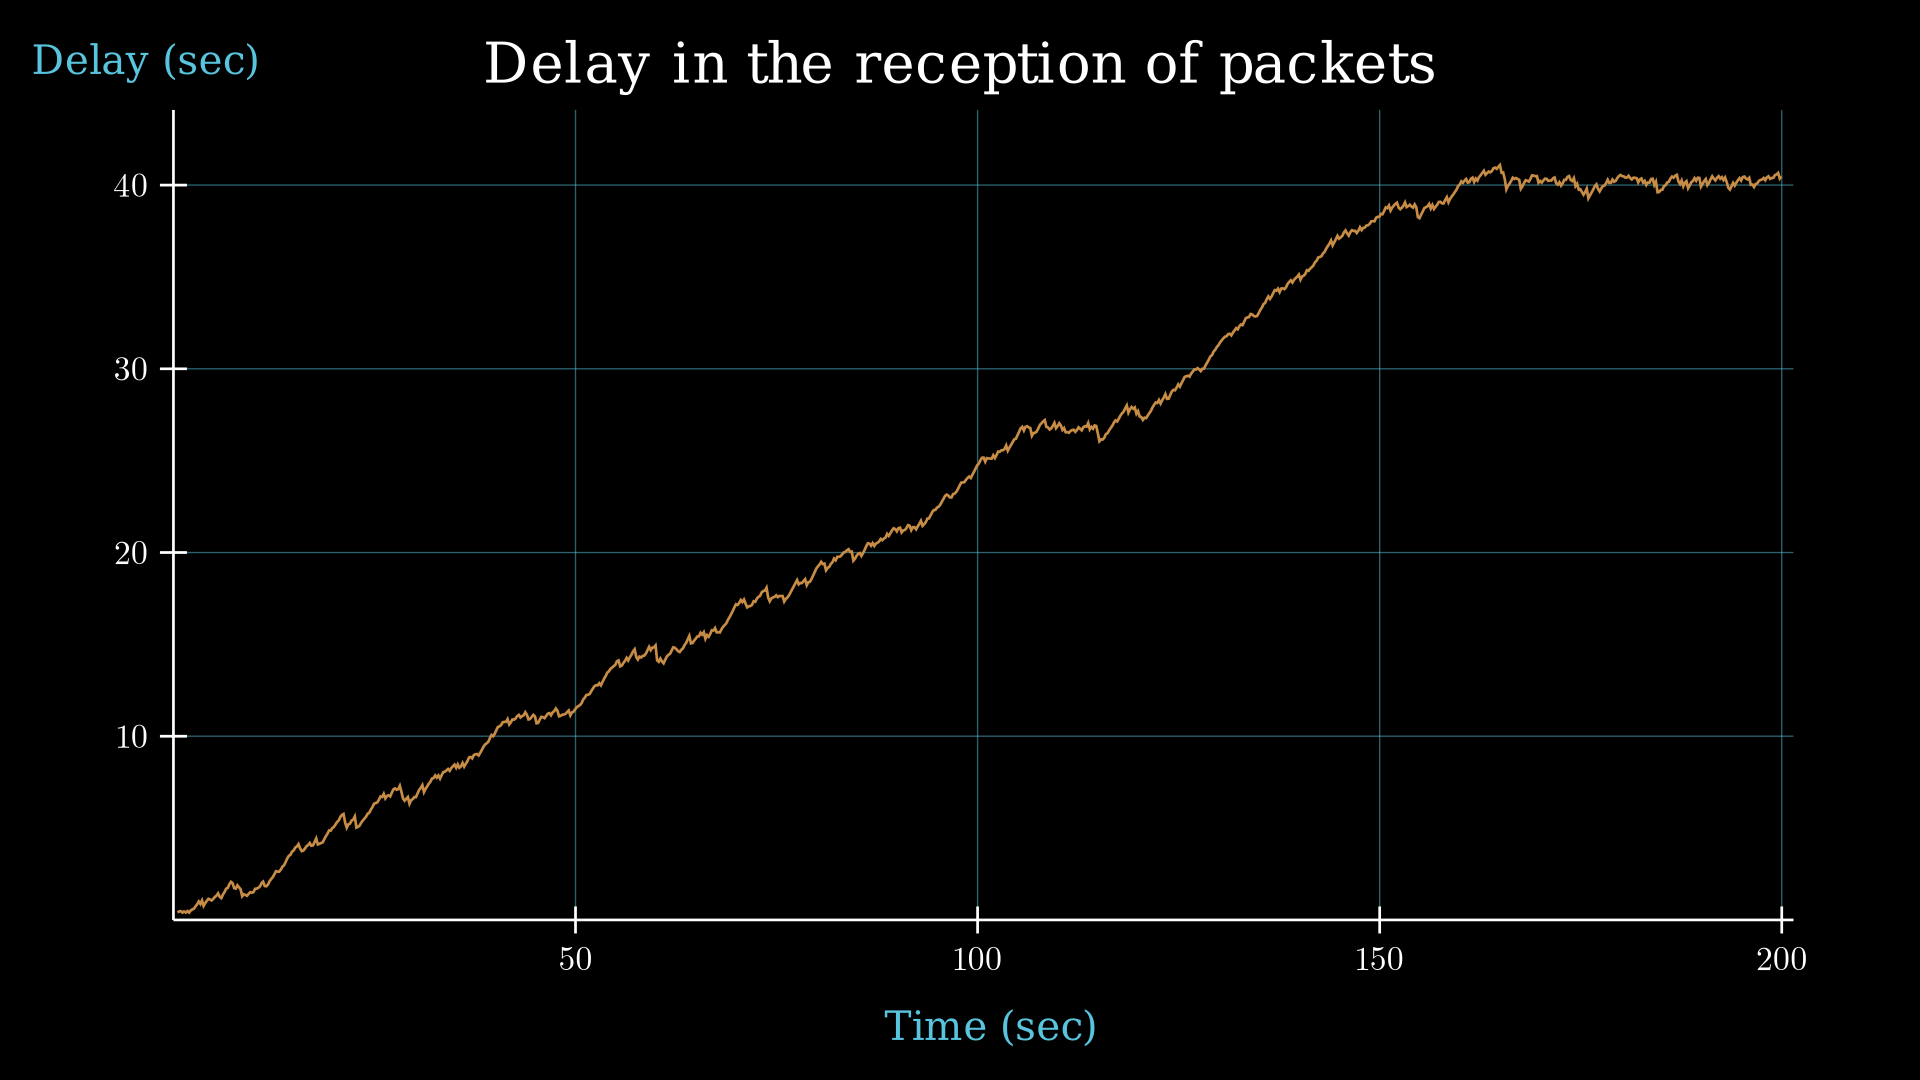 Delay (sec)
Delay in the reception of packets
40
30
20
10
50 100 150 200
Time (sec)